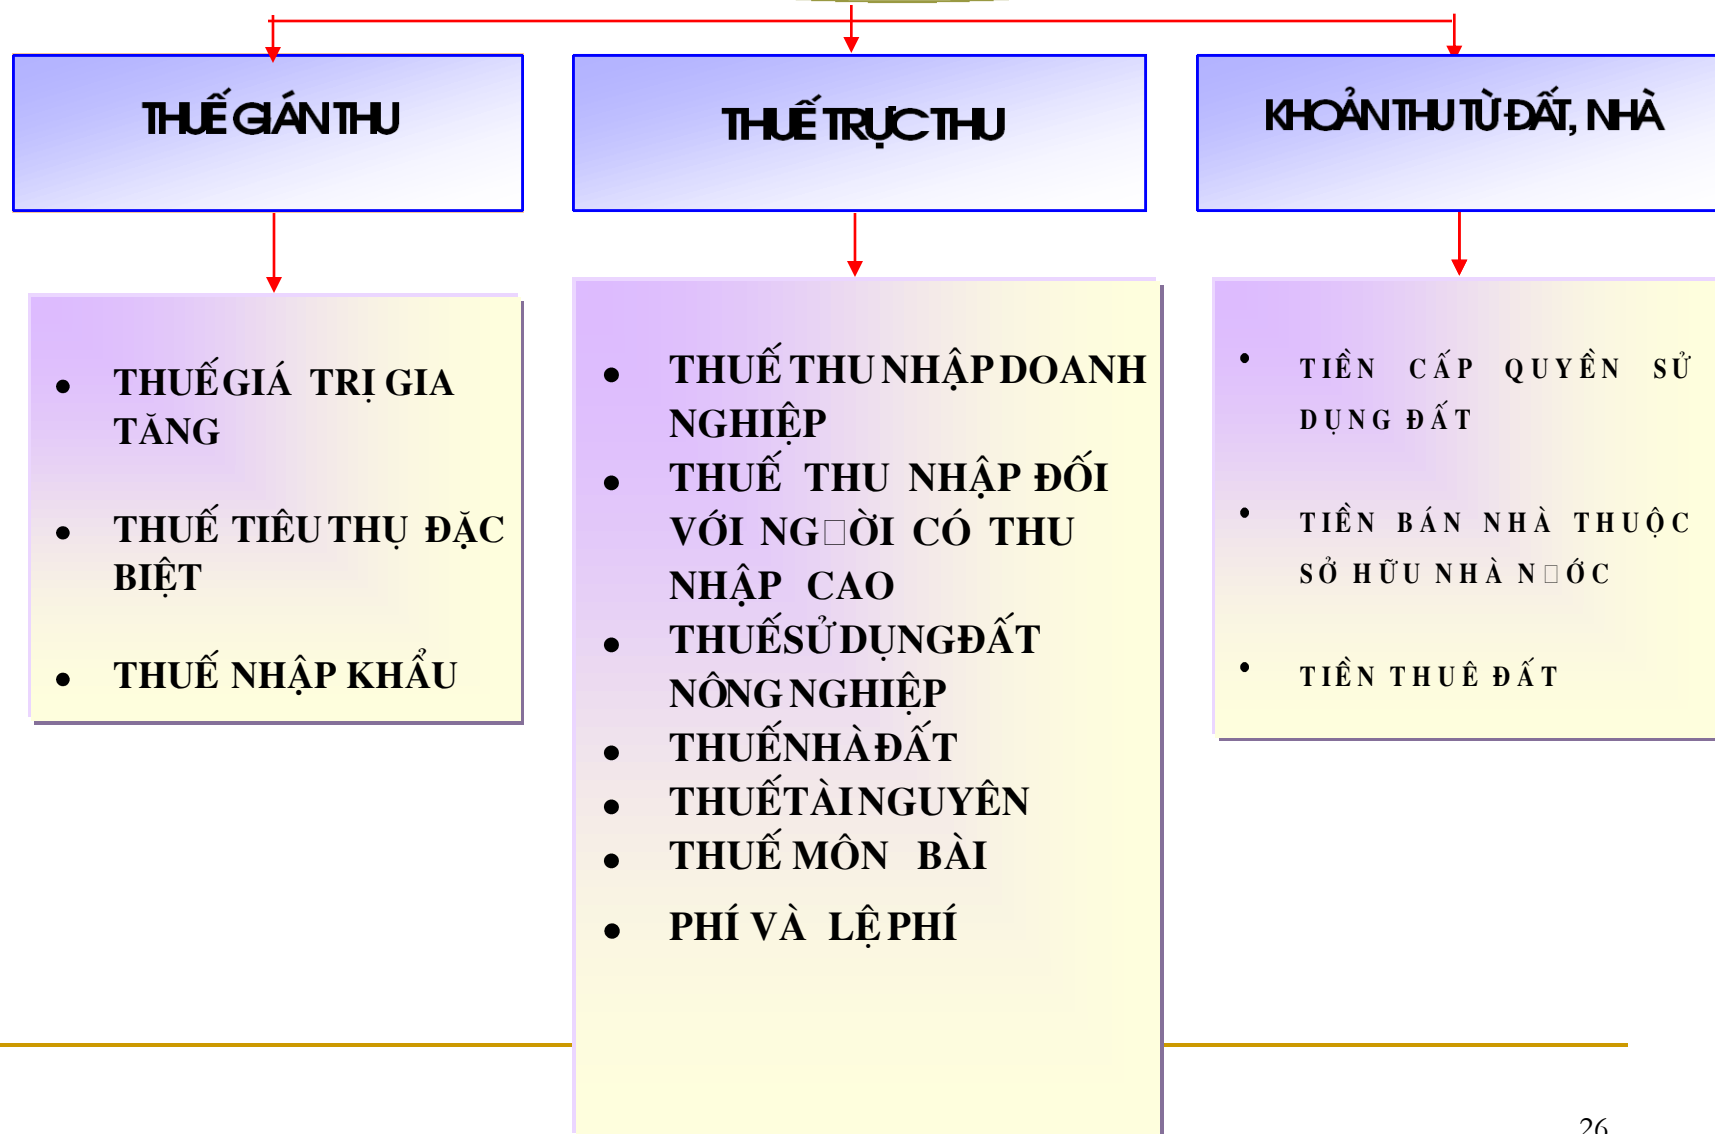 THUẾ GIÁN THU
THUẾ TRỰC THU
KHOẢN THU TỪ ĐẤT, NHÀ
• THUẾ GIÁ TRỊ GIA
TĂNG
• THUẾ TIÊU THỤ ĐẶC
BIỆT
• THUẾ NHẬP KHẨU
• THUẾ THU NHẬP DOANH
NGHIỆP
• THUẾ THU NHẬP ĐỐI
VỚI NG□ỜI CÓ THU
NHẬP CAO
• THUẾ SỬ DỤNG ĐẤT
NÔNG NGHIỆP
• THUẾ NHÀ ĐẤT
• THUẾ TÀI NGUYÊN
• THUẾ MÔN BÀI
• PHÍ VÀ LỆ PHÍ
• TIỀN CẤP QUYỀN SỬ
DỤNG ĐẤT
• TIỀN BÁN NHÀ THUỘC
SỞ HỮU NHÀ N□ỚC
• TIỀN THUÊ ĐẤT
26